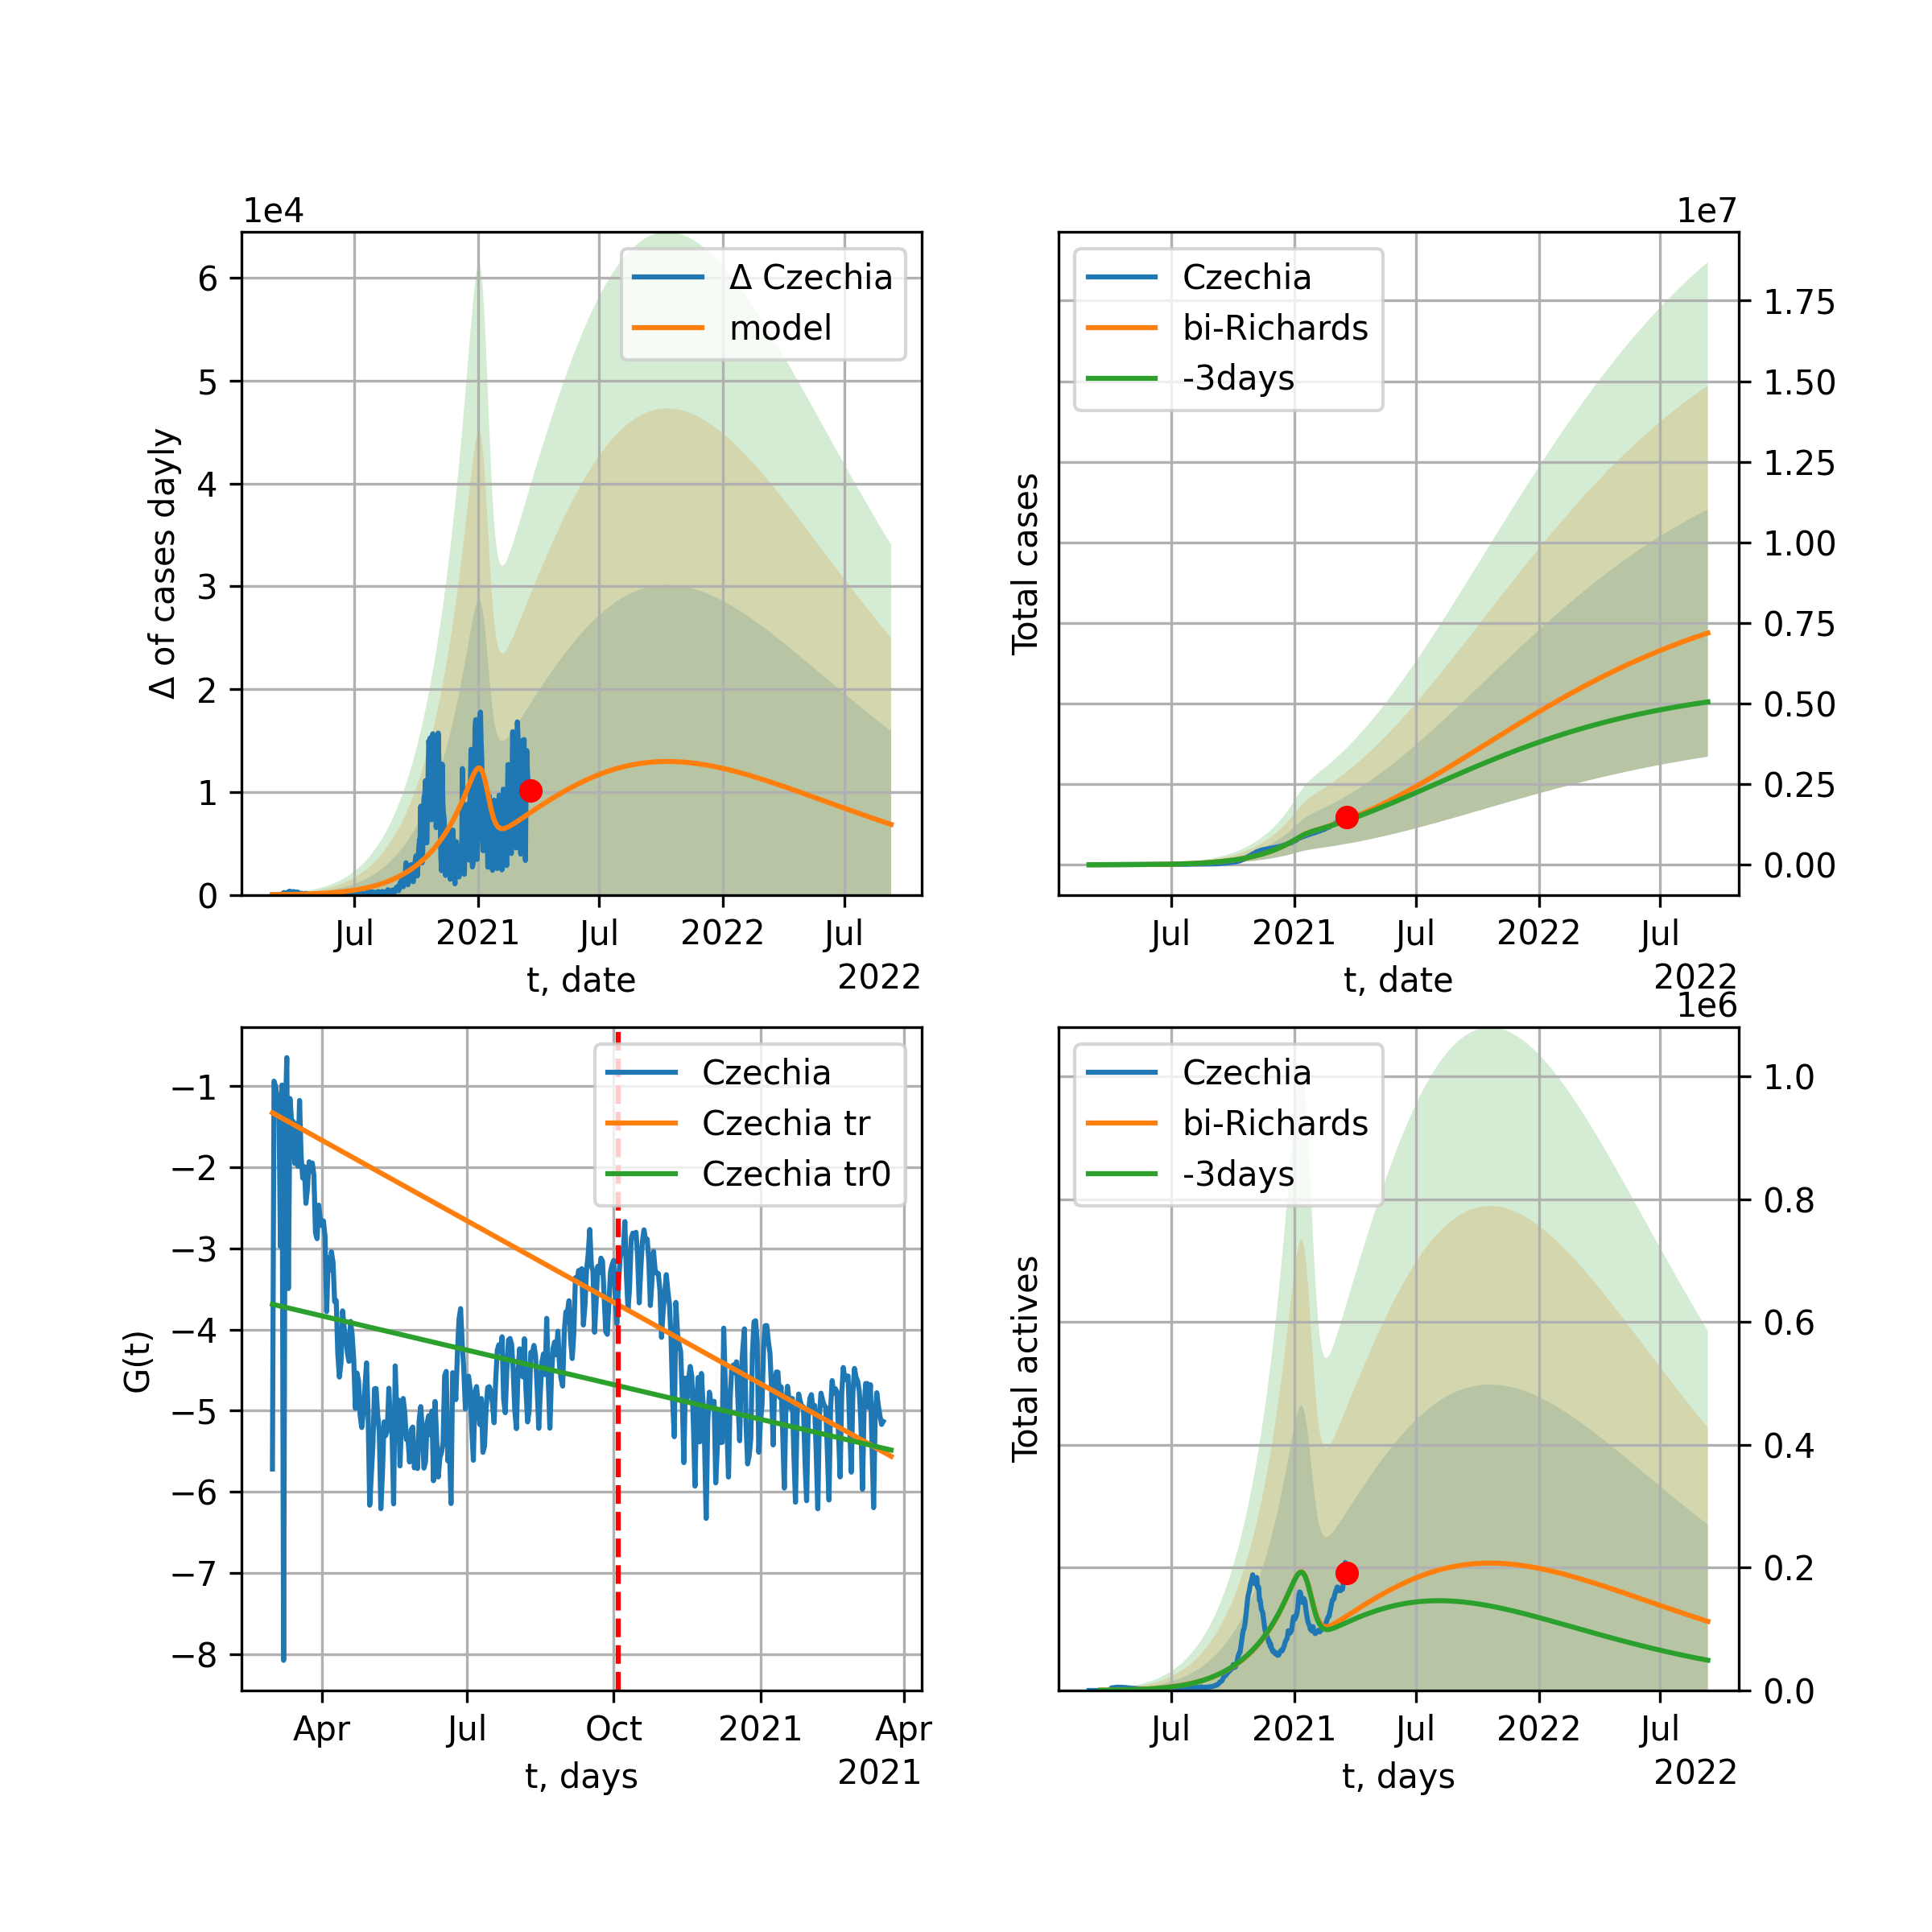 1e4
Δ of cases dayly
6
5
4
3
2
1
0
Δ Czechia
model
Jul
2021
Jul
2022
Jul
t, date
2022
1e7
Total cases
Czechia
bi-Richards
-3days
1.75
1.50
1.25
1.00
0.75
0.50
0.25
0.00
Jul
2021
Jul
2022
Jul
t, date
2022
G(t)
−1
−2
−3
−4
−5
−6
−7
−8
Czechia
Czechia tr
Czechia tr0
Apr
Jul
Oct
2021
Apr
t, days
2021
1e6
Total actives
Czechia
bi-Richards
-3days
1.0
0.8
0.6
0.4
0.2
0.0
Jul
2021
Jul
2022
Jul
t, days
2022